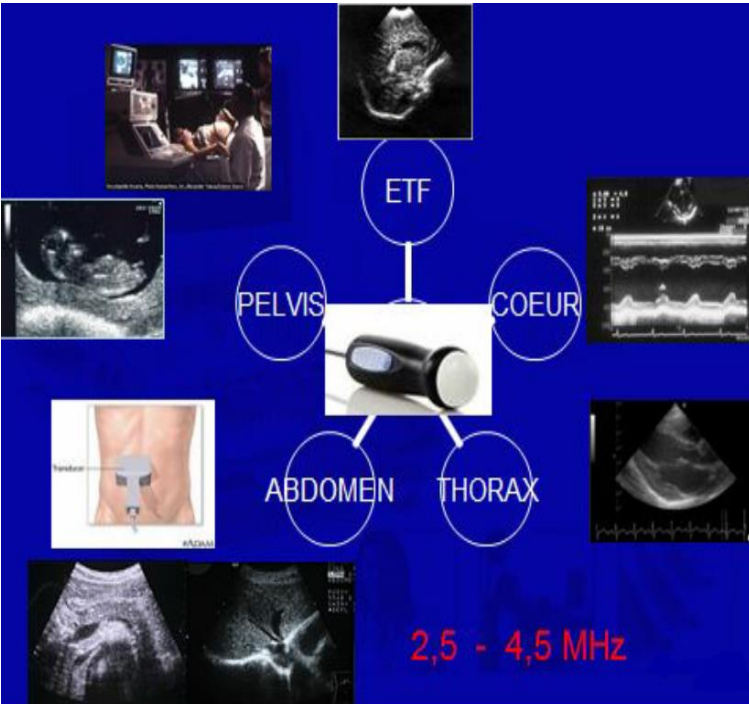 ETF
PELVIS
COEUR
Transducer
ABDOMEN
THORAX
2,5 - 4,5 MHz